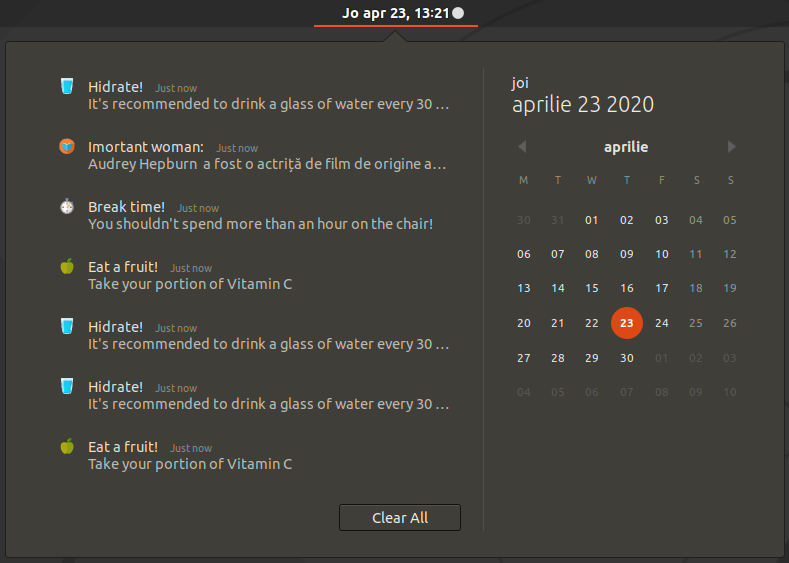 Jo apr 23, 13:21
Hidrate! Just now
It's recommended to drink a glass of water every 30 …
Imortant woman: Just now
Audrey Hepburn a fost o actriță de film de origine a…
Break time! Just now
You shouldn't spend more than an hour on the chair!
Eat a fruit! Just now
Take your portion of Vitamin C
Hidrate! Just now
It's recommended to drink a glass of water every 30 …
Hidrate! Just now
It's recommended to drink a glass of water every 30 …
Eat a fruit! Just now
Take your portion of Vitamin C
Clear All
joi
aprilie 23 2020
aprilie
M T W T F S S
30 31 01 02 03 04 05
06 07 08 09 10 11 12
13 14 15 16 17 18 19
20 21 22 23 24 25 26
27 28 29 30 01 02 03
04 05 06 07 08 09 10